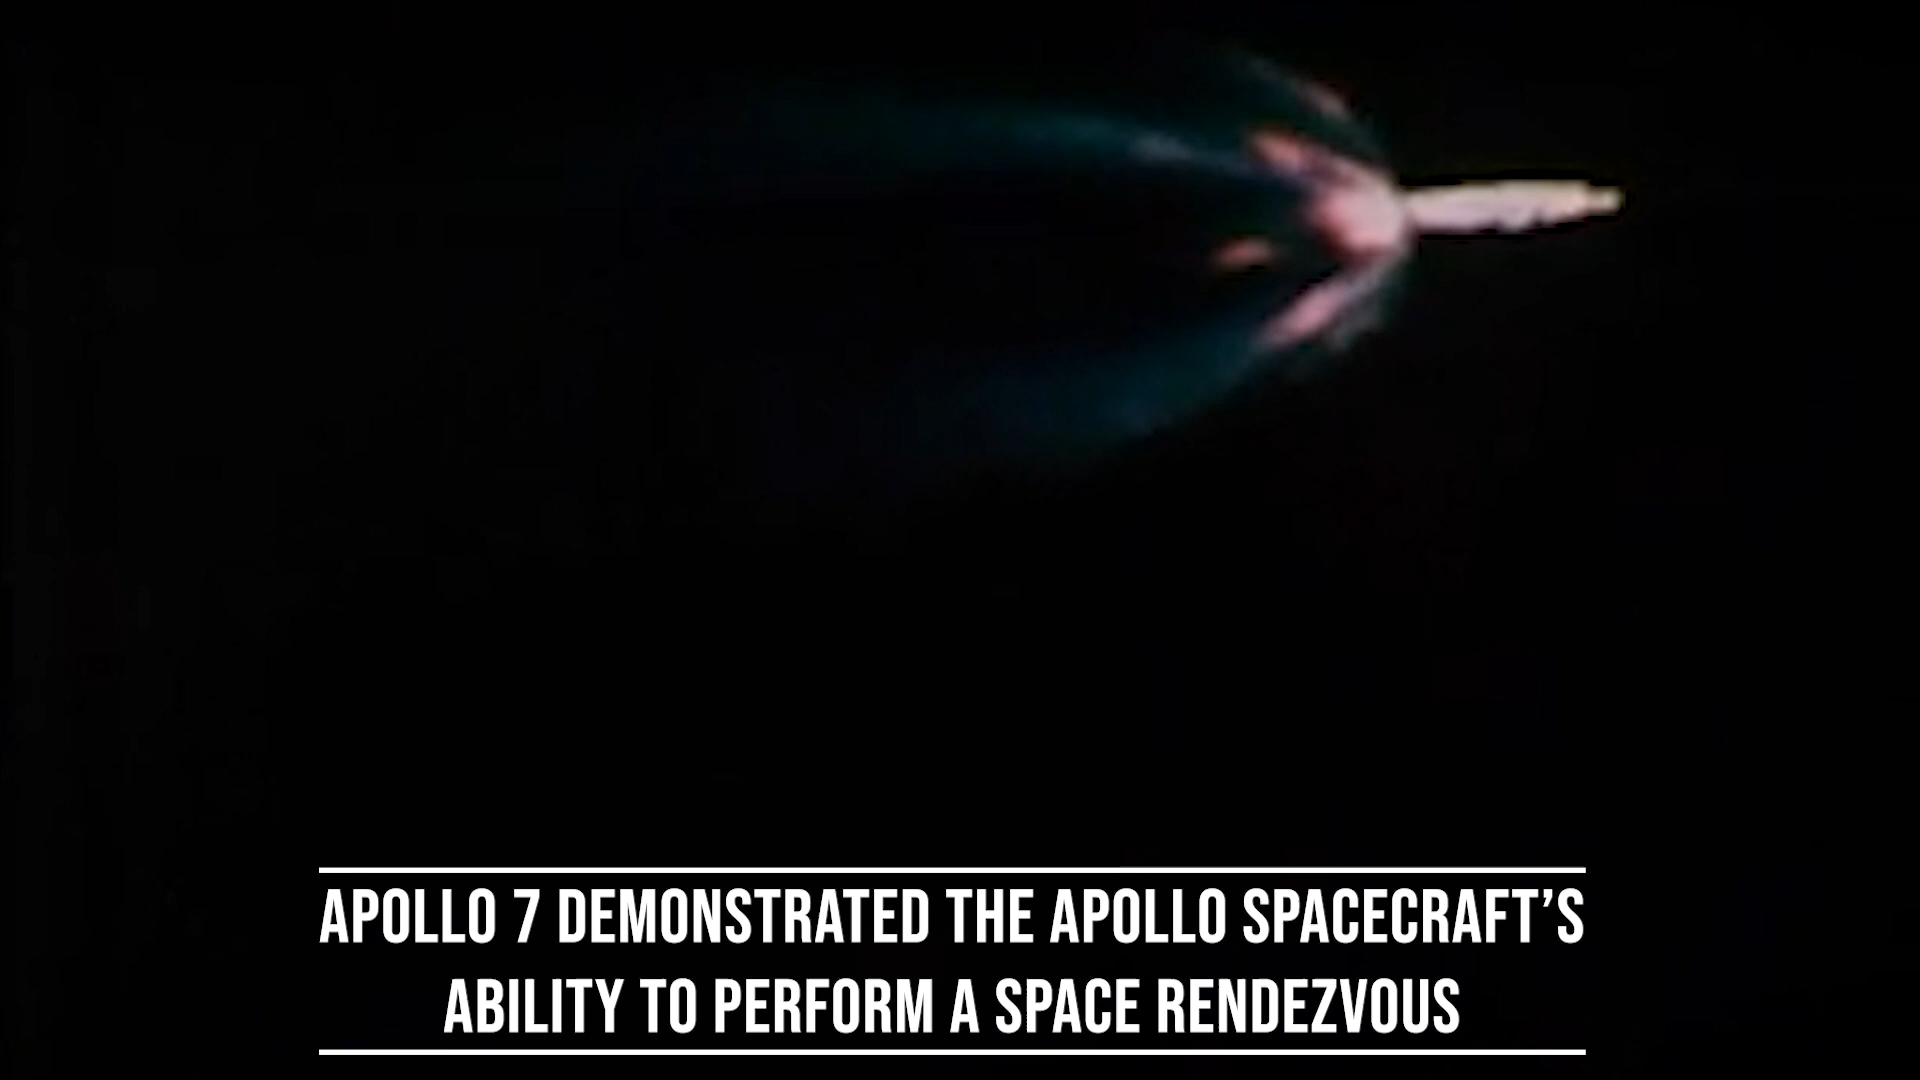 APOLLO 7 DEMONSTRATED THE APOLLO SPACECRAFT’S
ABILITY TO PERFORM A SPACE RENDEZVOUS